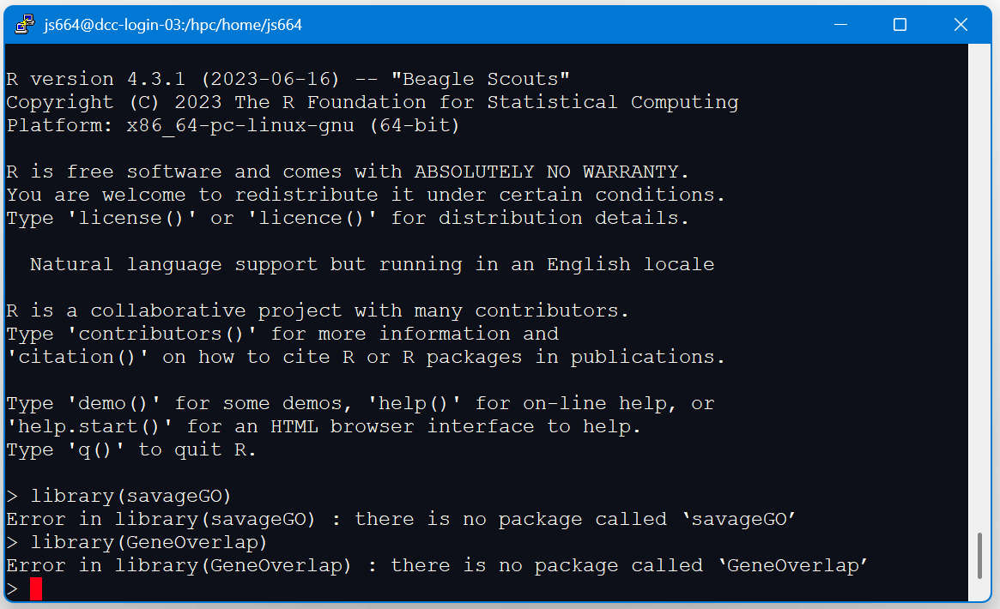 js664@dcc-login-03:/hpc/home/js664
R version 4.3.1 (2023-06-16) -- "Beagle Scouts"
Copyright (C) 2023 The R Foundation for Statistical Computing
Platform: x86_64-pc-linux-gnu (64-bit)
R is free software and comes with ABSOLUTELY NO WARRANTY.
You are welcome to redistribute it under certain conditions.
Type 'license()' or 'licence()' for distribution details.
  Natural language support but running in an English locale
R is a collaborative project with many contributors.
Type 'contributors()' for more information and
'citation()' on how to cite R or R packages in publications.
Type 'demo()' for some demos, 'help()' for on-line help, or
'help.start()' for an HTML browser interface to help.
Type 'q()' to quit R.
> library(savageGO)
Error in library(savageGO) : there is no package called ‘savageGO’
> library(GeneOverlap)
Error in library(GeneOverlap) : there is no package called ‘GeneOverlap’
>